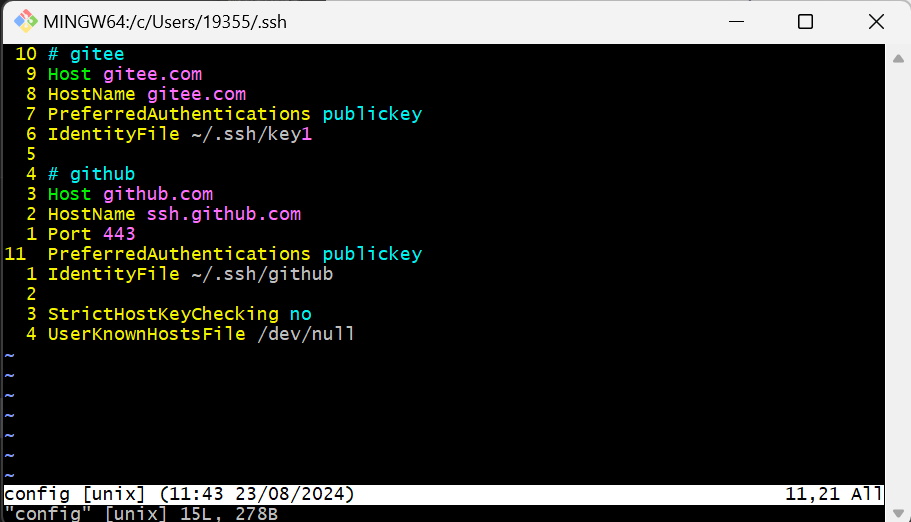 MINGW64:/c/Users/19355/.ssh
10 # gitee
9 Host gitee.com
8 HostName gitee.com
7 PreferredAuthentications publickey
6 IdentityFile ~/.ssh/key1
5
4 # github
3 Host github.com
2 HostName ssh.github.com
1 Port 443
11 PreferredAuthentications publickey
1 IdentityFile ~/.ssh/github
2
3 StrictHostKeyChecking no
4 UserKnownHostsFile /dev/null
~
~
~
~
~
~
~
config [unix] (11:43 23/08/2024) 11,21 All
"config" [unix] 15L, 278B